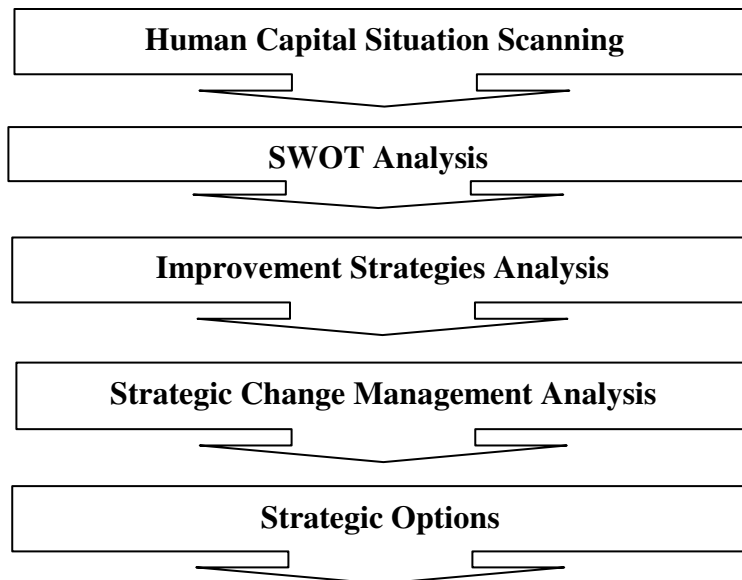 Human Capital Situation Scanning
SWOT Analysis
Improvement Strategies Analysis
Strategic Change Management Analysis
Strategic Options